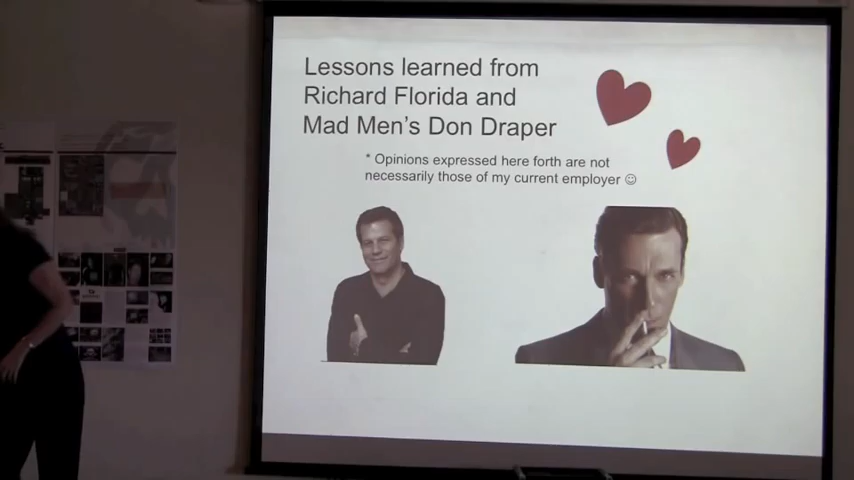 Lessons learned from
Richard Florida and
Mad Men's Don Draper
* Opinions expressed here forth are not
necessarily those of my current employer ☺